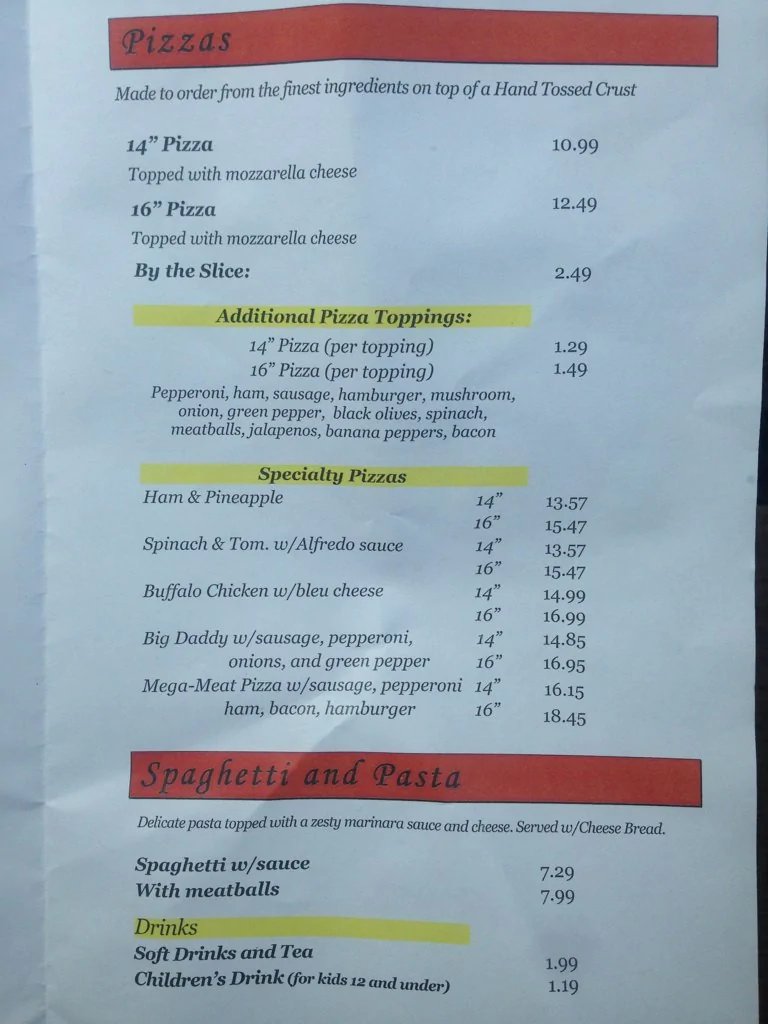 Pizzas
Made to order from the finest ingredients on top of a Hand Tossed Crust
14" Pizza 10.99
Topped with mozzarella cheese
16" Pizza 12.49
Topped with mozzarella cheese
By the Slice: 2.49
Additional Pizza Toppings:
14" Pizza (per topping) 1.29
16" Pizza (per topping) 1.49
Pepperoni, ham, sausage, hamburger, mushroom,
onion, green pepper, black olives, spinach,
meatballs, jalapenos, banana peppers, bacon
Specialty Pizzas
Ham & Pineapple 14" 13.57
16" 15.47
Spinach & Tom. w/Alfredo sauce 14" 13.57
16" 15.47
Buffalo Chicken w/bleu cheese 14" 14.99
16" 16.99
Big Daddy w/sausage, pepperoni, 14" 14.85
onions, and green pepper 16" 16.95
Mega-Meat Pizza w/sausage, pepperoni 14" 16.15
ham, bacon, hamburger 16" 18.45
Spaghetti and Pasta
Delicate pasta topped with a zesty marinara sauce and cheese. Served w/Cheese Bread.
Spaghetti w/sauce 7.29
With meatballs 7.99
Drinks
Soft Drinks and Tea 1.99
Children's Drink (for kids 12 and under) 1.19